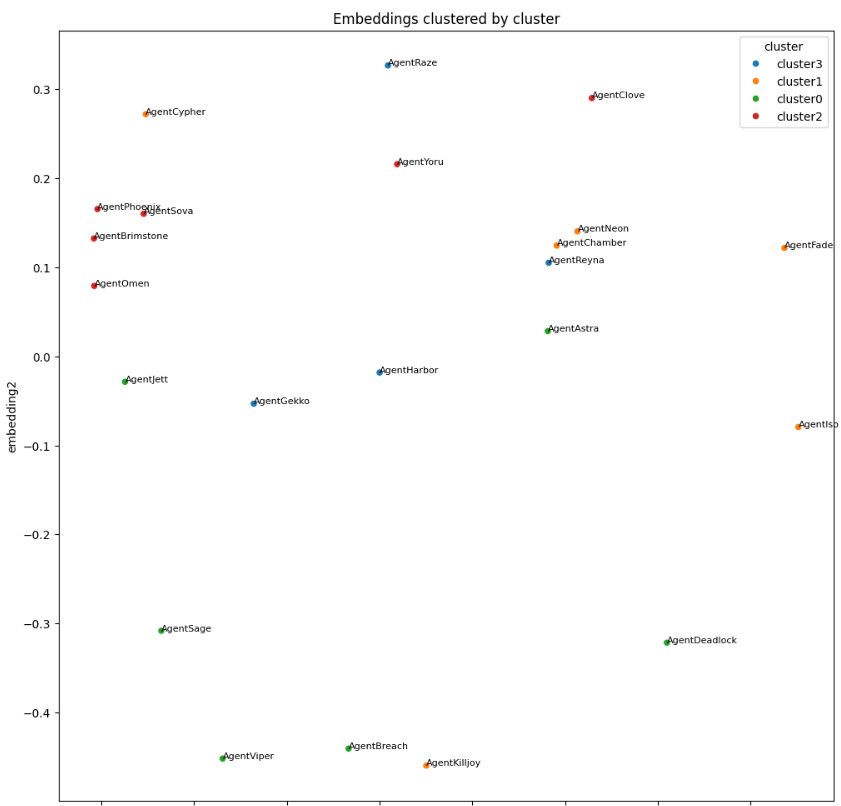 Embeddings clustered by cluster
cluster
cluster3
cluster1
cluster0
cluster2
AgentRaze
AgentClove
AgentCypher
AgentYoru
AgentPhoenix
AgentSova
AgentBrimstone
AgentNeon
AgentChamber
AgentFade
AgentReyna
AgentOmen
AgentAstra
AgentHarbor
AgentJett
AgentGekko
AgentIso
AgentSage
AgentDeadlock
AgentBreach
AgentViper
AgentKilljoy
embedding2
0.3
0.2
0.1
0.0
−0.1
−0.2
−0.3
−0.4